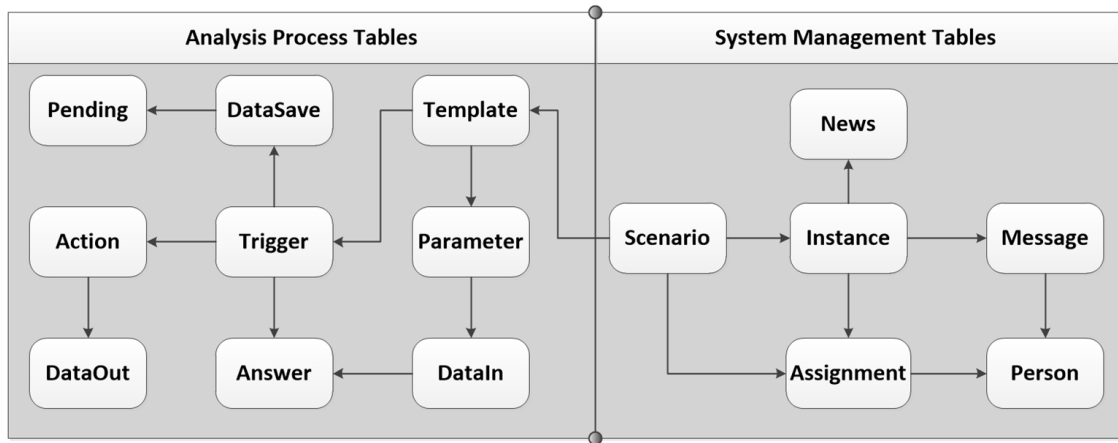 Analysis Process Tables
System Management Tables
Pending
DataSave
Template
News
Action
Trigger
Parameter
Scenario
Instance
Message
DataOut
Answer
DataIn
Assignment
Person